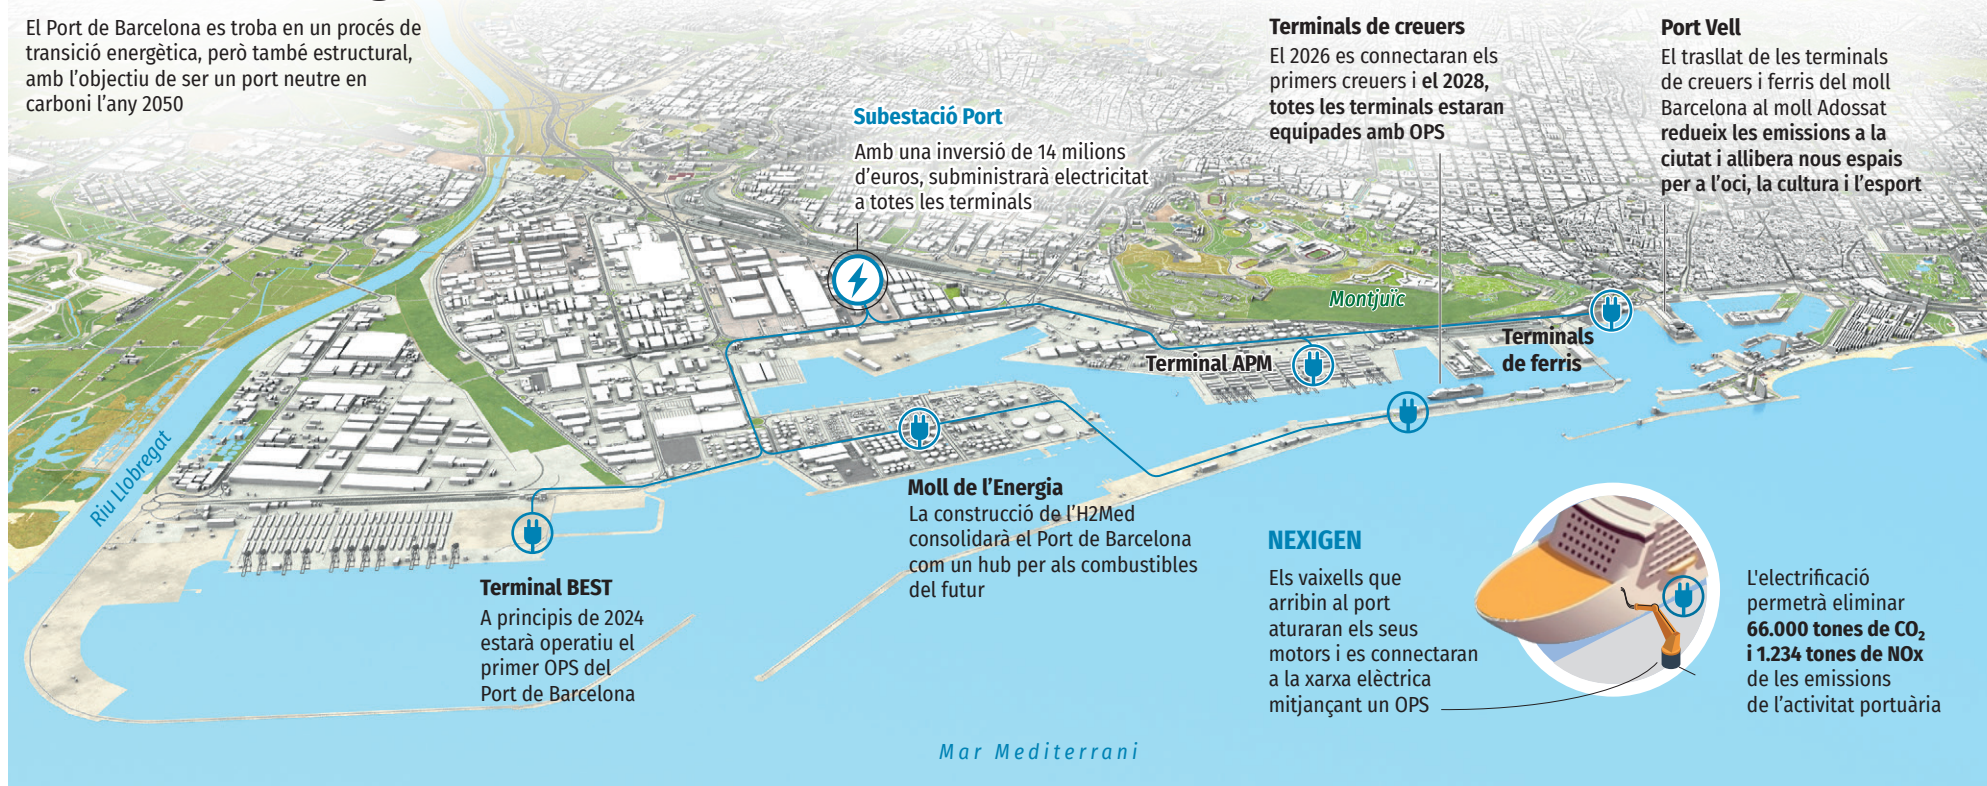 El Port de Barcelona es troba en un procés de
transició energètica, però també estructural,
amb l'objectiu de ser un port neutre en
carboni l'any 2050
Subestació Port
Amb una inversió de 14 milions
d'euros, subministrarà electricitat
a totes les terminals
Terminals de creuers
El 2026 es connectaran els
primers creuers i el 2028,
totes les terminals estaran
equipades amb OPS
Port Vell
El trasllat de les terminals
de creuers i ferris del moll
Barcelona al moll Adossat
redueix les emissions a la
ciutat i allibera nous espais
per a l'oci, la cultura i l'esport
Montjuïc
Terminals
de ferris
Terminal APM
Riu Llobregat
Moll de l'Energia
La construcció de l'H2Med
consolidarà el Port de Barcelona
com un hub per als combustibles
del futur
Terminal BEST
A principis de 2024
estarà operatiu el
primer OPS del
Port de Barcelona
NEXIGEN
Els vaixells que
arribin al port
aturaran els seus
motors i es connectaran
a la xarxa elèctrica
mitjançant un OPS
L'electrificació
permetrà eliminar
66.000 tones de CO₂
i 1.234 tones de NOx
de les emissions
de l'activitat portuària
Mar Mediterrani